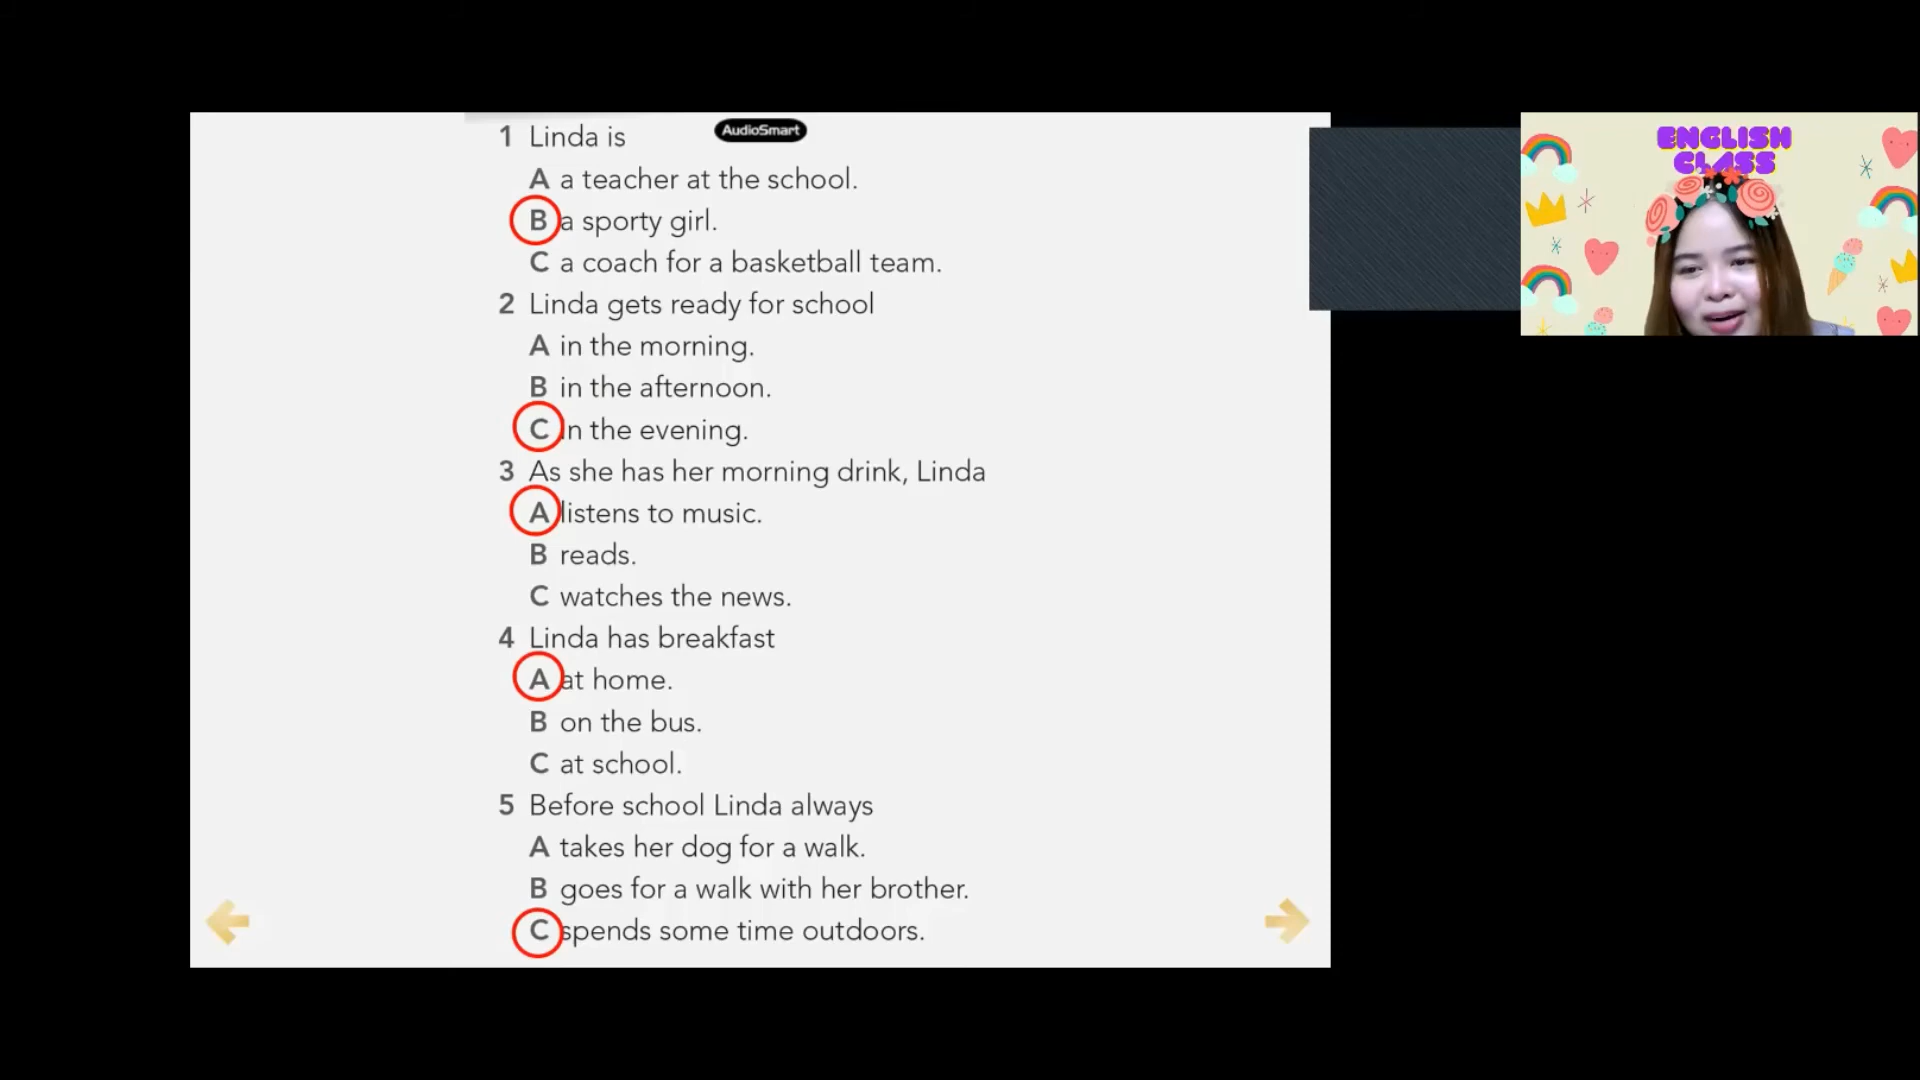 AudioSmart
1 Linda is
A a teacher at the school.
B a sporty girl.
C a coach for a basketball team.
2 Linda gets ready for school
A in the morning.
B in the afternoon.
C in the evening.
3 As she has her morning drink, Linda
A listens to music.
B reads.
C watches the news.
4 Linda has breakfast
A at home.
B on the bus.
C at school.
5 Before school Linda always
A takes her dog for a walk.
B goes for a walk with her brother.
C spends some time outdoors.
ENGLISH
CLASS